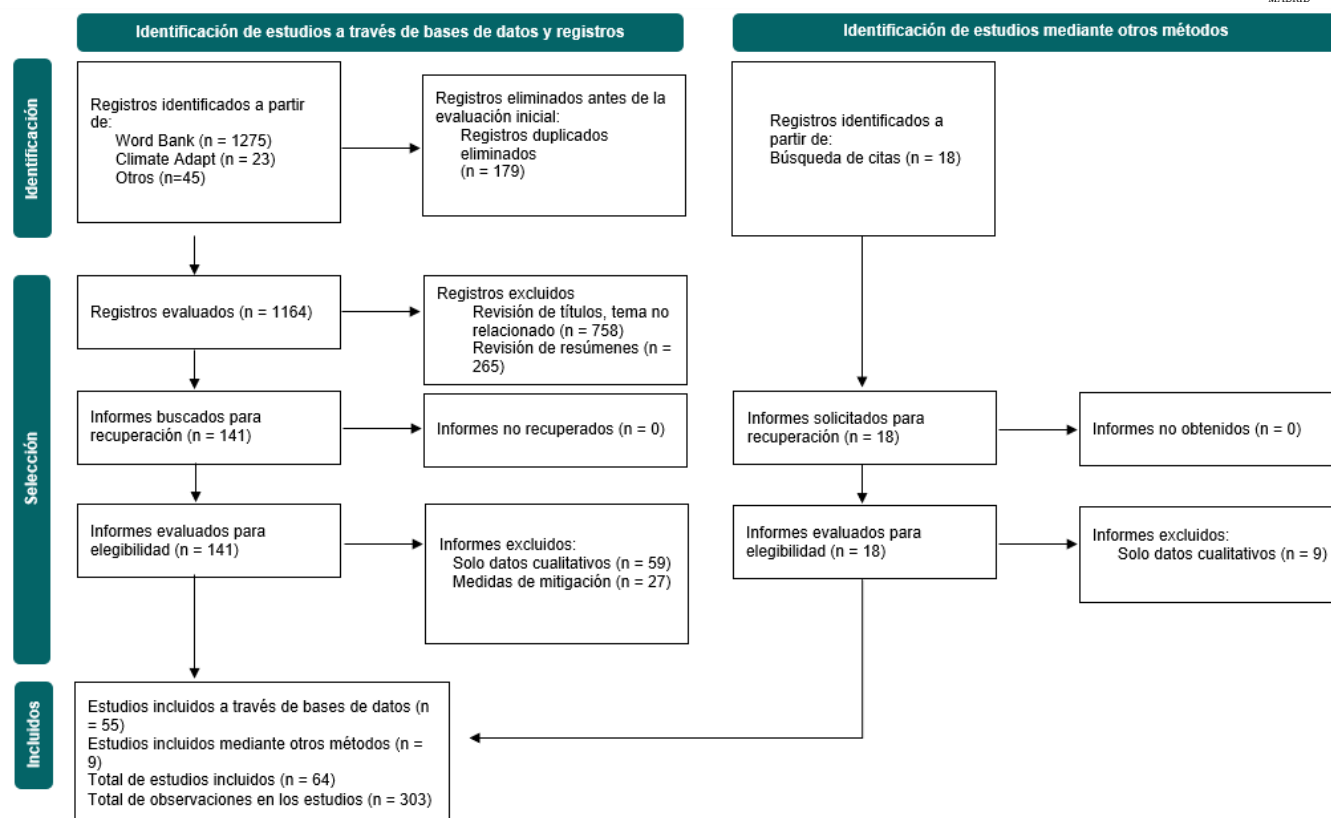 MADRID
Identificación de estudios a través de bases de datos y registros
Identificación de estudios mediante otros métodos
Identificación
Registros identificados a partir
de:
Word Bank (n = 1275)
Climate Adapt (n = 23)
Otros (n=45)
Registros eliminados antes de la
evaluación inicial:
Registros duplicados
eliminados
(n = 179)
Registros identificados a
partir de:
Búsqueda de citas (n = 18)
Selección
Registros evaluados (n = 1164)
Registros excluidos
Revisión de títulos, tema no
relacionado (n = 758)
Revisión de resúmenes (n =
265)
Informes buscados para
recuperación (n = 141)
Informes no recuperados (n = 0)
Informes solicitados para
recuperación (n = 18)
Informes no obtenidos (n = 0)
Informes evaluados para
elegibilidad (n = 141)
Informes excluidos:
Solo datos cualitativos (n = 59)
Medidas de mitigación (n = 27)
Informes evaluados para
elegibilidad (n = 18)
Informes excluidos:
Solo datos cualitativos (n = 9)
Incluidos
Estudios incluidos a través de bases de datos (n
= 55)
Estudios incluidos mediante otros métodos (n =
9)
Total de estudios incluidos (n = 64)
Total de observaciones en los estudios (n = 303)